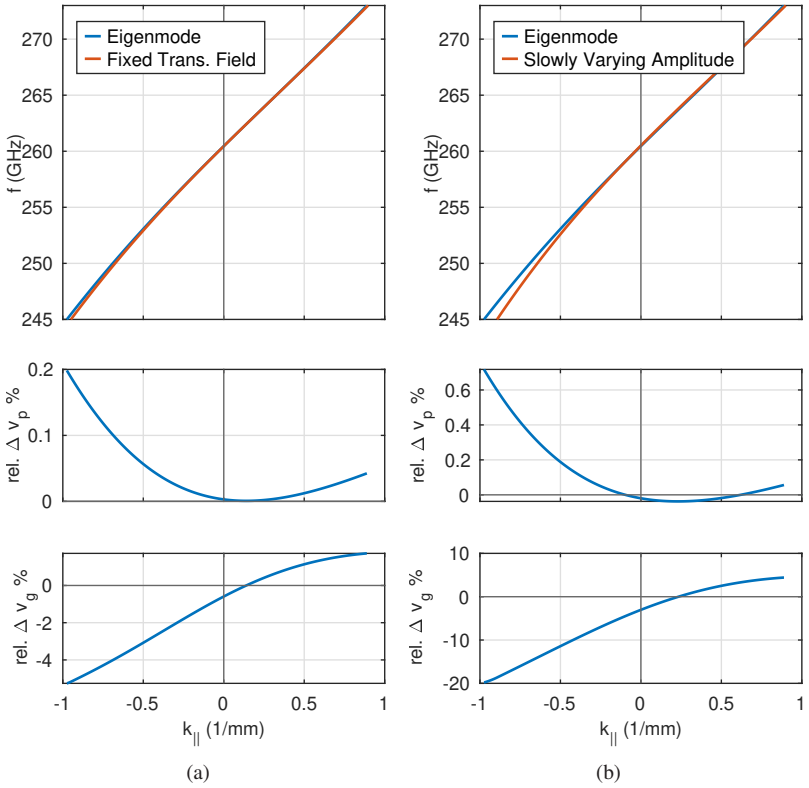 270
265
260
255
250
245
f (GHz)
Eigenmode
Fixed Trans. Field
0.2
0.1
0
rel. Δ v_p %
0
-2
-4
rel. Δ v_g %
-1 -0.5 0 0.5 1
k_|| (1/mm)
(a)
270
265
260
255
250
245
f (GHz)
Eigenmode
Slowly Varying Amplitude
0.6
0.4
0.2
0
rel. Δ v_p %
10
0
-10
-20
rel. Δ v_g %
-1 -0.5 0 0.5 1
k_|| (1/mm)
(b)